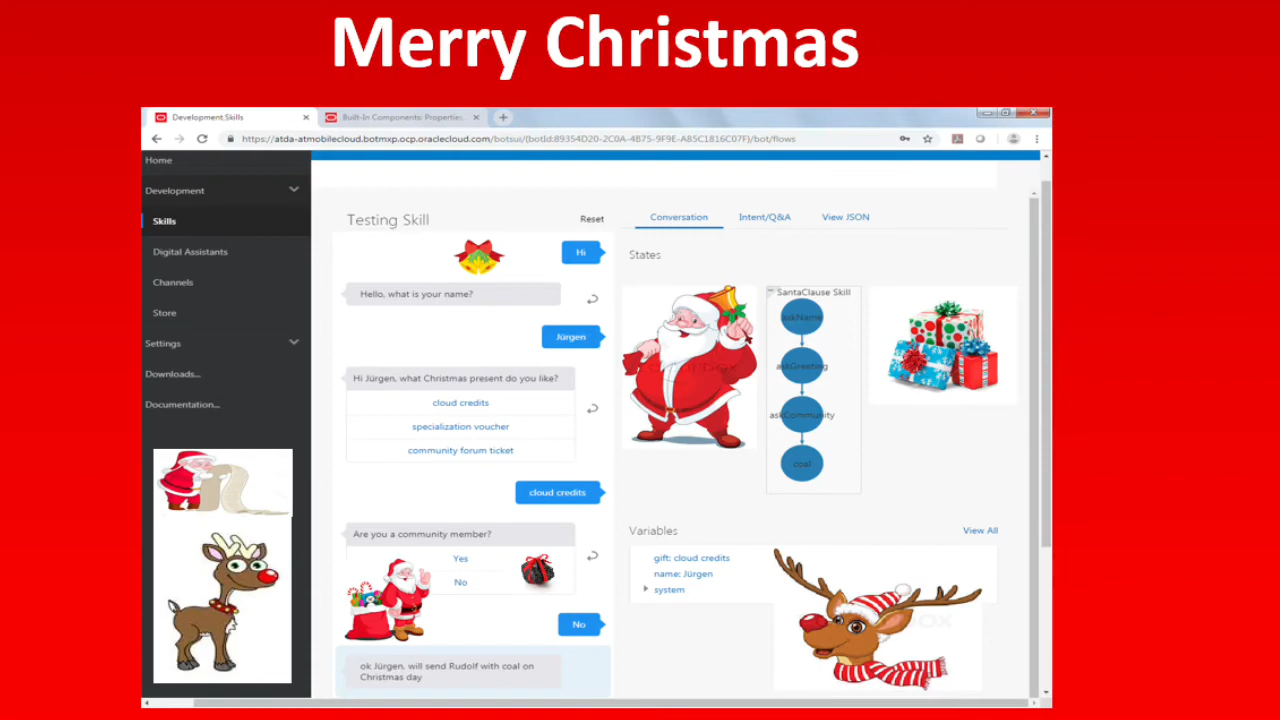 Merry Christmas
Development,Skills
Built-In Components: Properties,
https://atda-atmobilecloud.botmxp.ocp.oraclecloud.com/botsui/(botId:89354D20-2C0A-4B75-9F9E-A85C1816C07F)/bot/flows
Home
Development
Skills
Digital Assistants
Channels
Store
Settings
Downloads...
Documentation...
Testing Skill
Reset
Hi
Hello, what is your name?
Jürgen
Hi Jürgen, what Christmas present do you like?
cloud credits
specialization voucher
community forum ticket
cloud credits
Are you a community member?
Yes
No
No
ok Jürgen, will send Rudolf with coal on
Christmas day
Conversation
Intent/Q&A
View JSON
States
SantaClause Skill
askName
askGreeting
askCommunity
coal
Variables
View All
gift: cloud credits
name: Jürgen
system